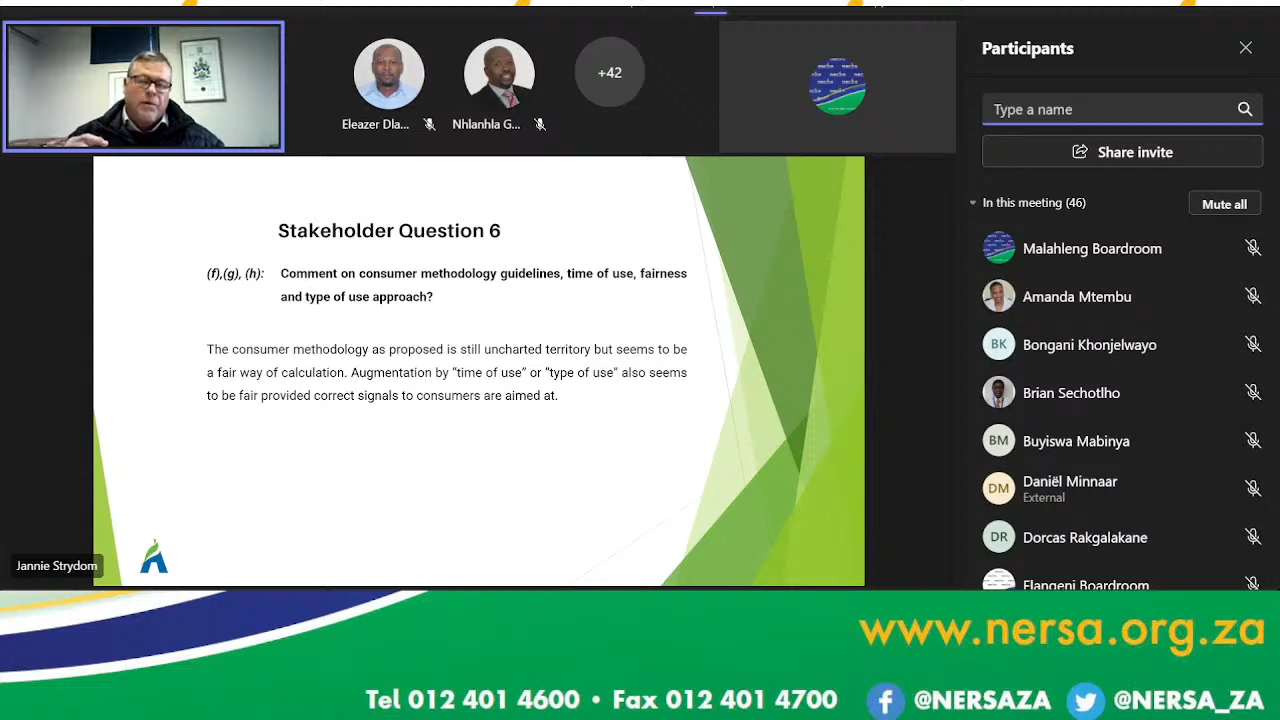 Participants
+42
Type a name
Eleazer Dla...
Nhlanhla G...
Share invite
In this meeting (46)
Mute all
Stakeholder Question 6
(f),(g), (h): Comment on consumer methodology guidelines, time of use, fairness
and type of use approach?
The consumer methodology as proposed is still uncharted territory but seems to be
a fair way of calculation. Augmentation by “time of use” or “type of use” also seems
to be fair provided correct signals to consumers are aimed at.
Jannie Strydom
Malahleng Boardroom
Amanda Mtembu
BK Bongani Khonjelwayo
Brian Sechotlho
BM Buyiswa Mabinya
DM Daniël Minnaar
External
DR Dorcas Rakgalakane
Elangeni Boardroom
www.nersa.org.za
Tel 012 401 4600 • Fax 012 401 4700 @NERSAZA @NERSA_ZA